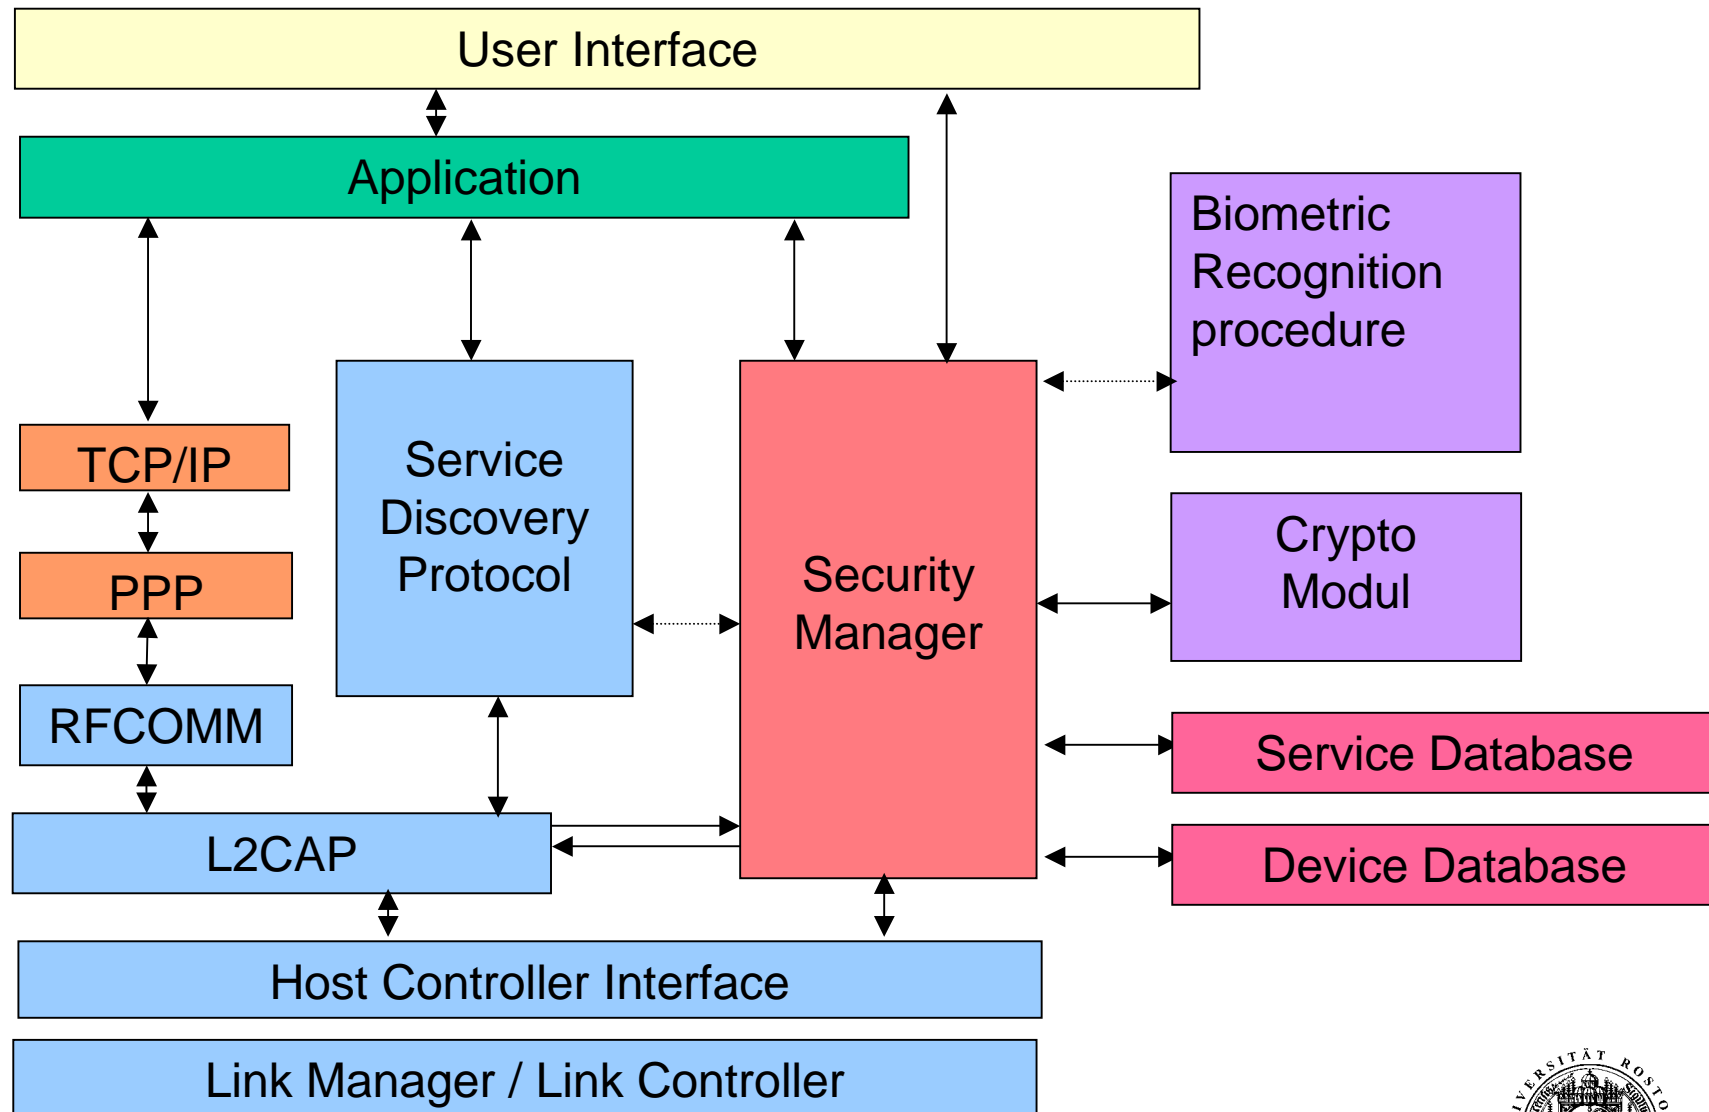 User Interface
Application
Biometric
Recognition
procedure
TCP/IP
Service
Discovery
Protocol
Security
Manager
Crypto
Modul
PPP
RFCOMM
Service Database
L2CAP
Device Database
Host Controller Interface
Link Manager / Link Controller